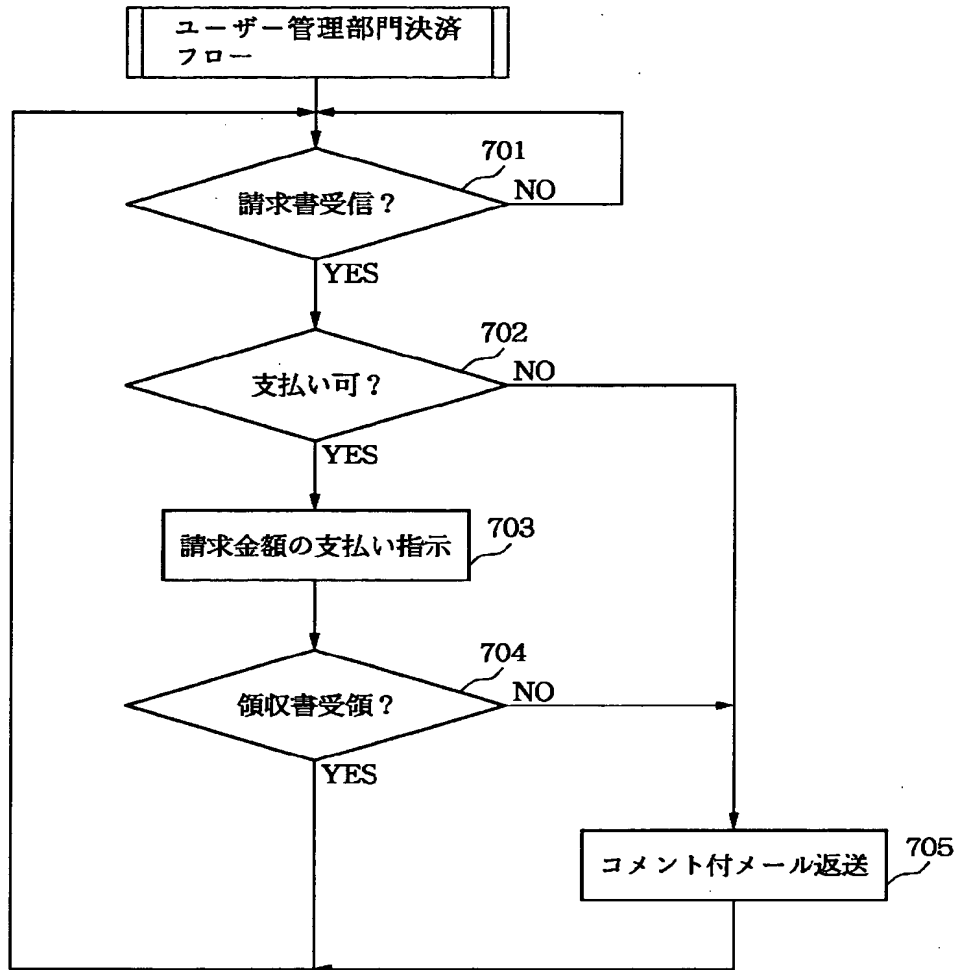 ユーザー管理部門決済
フロー
701
請求書受信？
NO
YES
702
支払い可？
NO
YES
請求金額の支払い指示
703
704
領収書受領？
NO
YES
705
コメント付メール返送